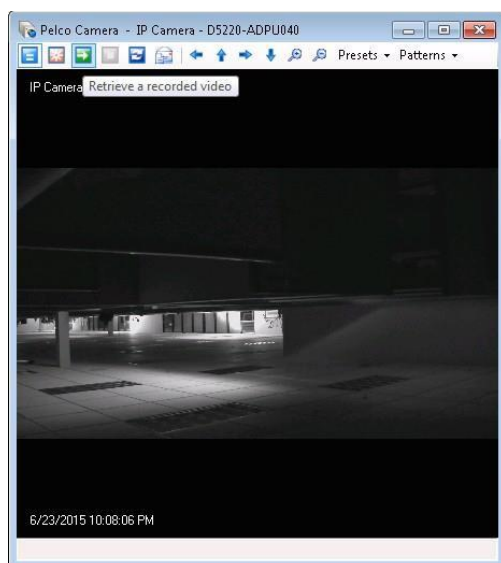 Pelco Camera - IP Camera - D5220-ADPU040
Presets Patterns
IP Camera
Retrieve a recorded video
6/23/2015 10:08:06 PM